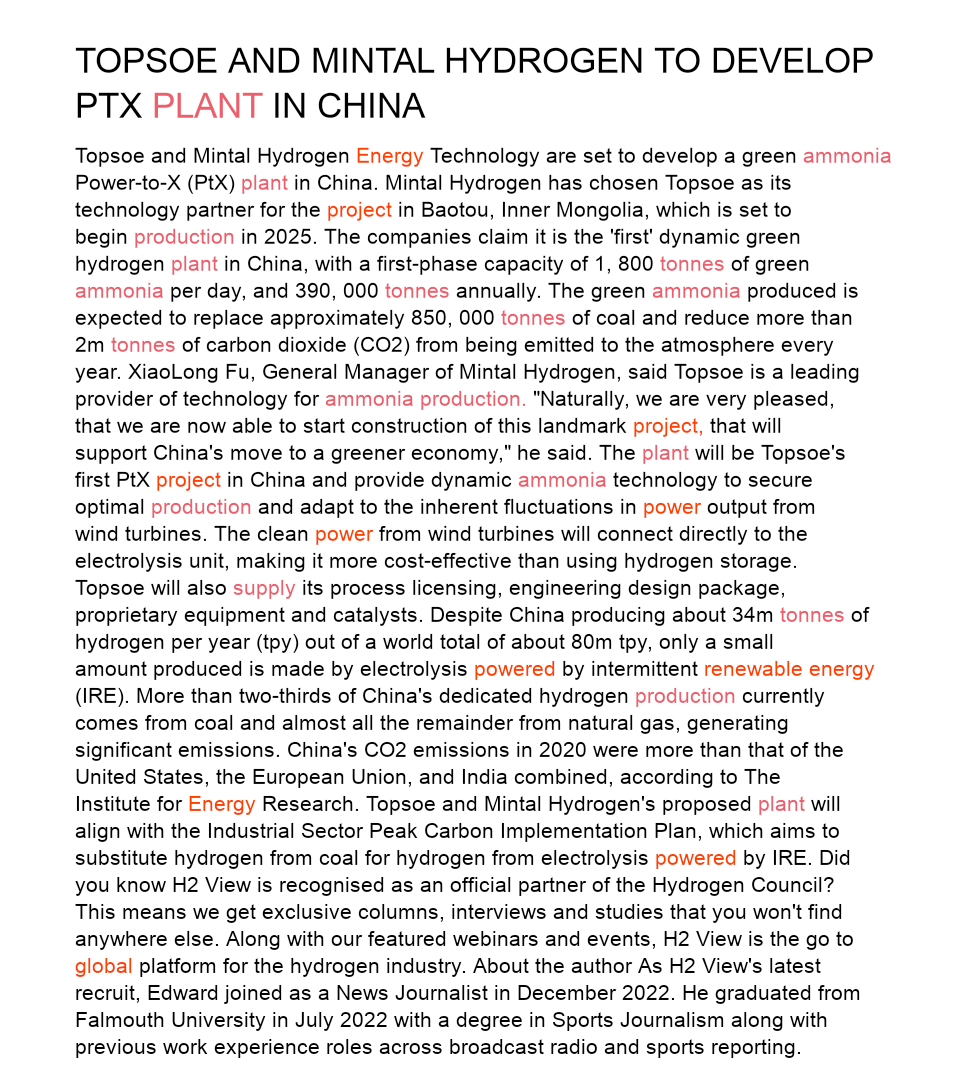 TOPSOE AND MINTAL HYDROGEN TO DEVELOP
PTX PLANT IN CHINA
Topsoe and Mintal Hydrogen Energy Technology are set to develop a green ammonia
Power-to-X (PtX) plant in China. Mintal Hydrogen has chosen Topsoe as its
technology partner for the project in Baotou, Inner Mongolia, which is set to
begin production in 2025. The companies claim it is the 'first' dynamic green
hydrogen plant in China, with a first-phase capacity of 1, 800 tonnes of green
ammonia per day, and 390, 000 tonnes annually. The green ammonia produced is
expected to replace approximately 850, 000 tonnes of coal and reduce more than
2m tonnes of carbon dioxide (CO2) from being emitted to the atmosphere every
year. XiaoLong Fu, General Manager of Mintal Hydrogen, said Topsoe is a leading
provider of technology for ammonia production. "Naturally, we are very pleased,
that we are now able to start construction of this landmark project, that will
support China's move to a greener economy," he said. The plant will be Topsoe's
first PtX project in China and provide dynamic ammonia technology to secure
optimal production and adapt to the inherent fluctuations in power output from
wind turbines. The clean power from wind turbines will connect directly to the
electrolysis unit, making it more cost-effective than using hydrogen storage.
Topsoe will also supply its process licensing, engineering design package,
proprietary equipment and catalysts. Despite China producing about 34m tonnes of
hydrogen per year (tpy) out of a world total of about 80m tpy, only a small
amount produced is made by electrolysis powered by intermittent renewable energy
(IRE). More than two-thirds of China's dedicated hydrogen production currently
comes from coal and almost all the remainder from natural gas, generating
significant emissions. China's CO2 emissions in 2020 were more than that of the
United States, the European Union, and India combined, according to The
Institute for Energy Research. Topsoe and Mintal Hydrogen's proposed plant will
align with the Industrial Sector Peak Carbon Implementation Plan, which aims to
substitute hydrogen from coal for hydrogen from electrolysis powered by IRE. Did
you know H2 View is recognised as an official partner of the Hydrogen Council?
This means we get exclusive columns, interviews and studies that you won't find
anywhere else. Along with our featured webinars and events, H2 View is the go to
global platform for the hydrogen industry. About the author As H2 View's latest
recruit, Edward joined as a News Journalist in December 2022. He graduated from
Falmouth University in July 2022 with a degree in Sports Journalism along with
previous work experience roles across broadcast radio and sports reporting.